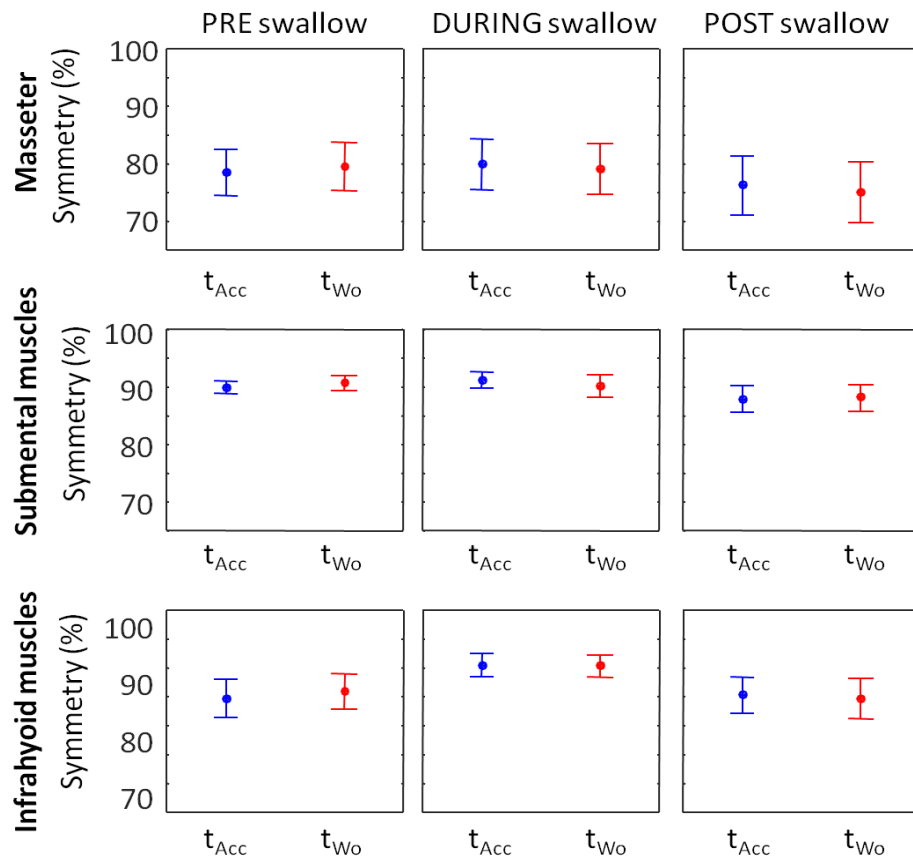 PRE swallow DURING swallow POST swallow
Masseter
Symmetry (%)
100
90
80
70
t_Acc t_Wo t_Acc t_Wo t_Acc t_Wo
Submental muscles
Symmetry (%)
100
90
80
70
t_Acc t_Wo t_Acc t_Wo t_Acc t_Wo
Infrahyoid muscles
Symmetry (%)
100
90
80
70
t_Acc t_Wo t_Acc t_Wo t_Acc t_Wo